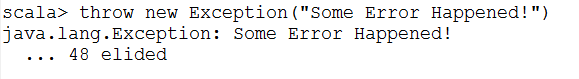 scala> throw new Exception("Some Error Happened!")
java.lang.Exception: Some Error Happened!
  ... 48 elided